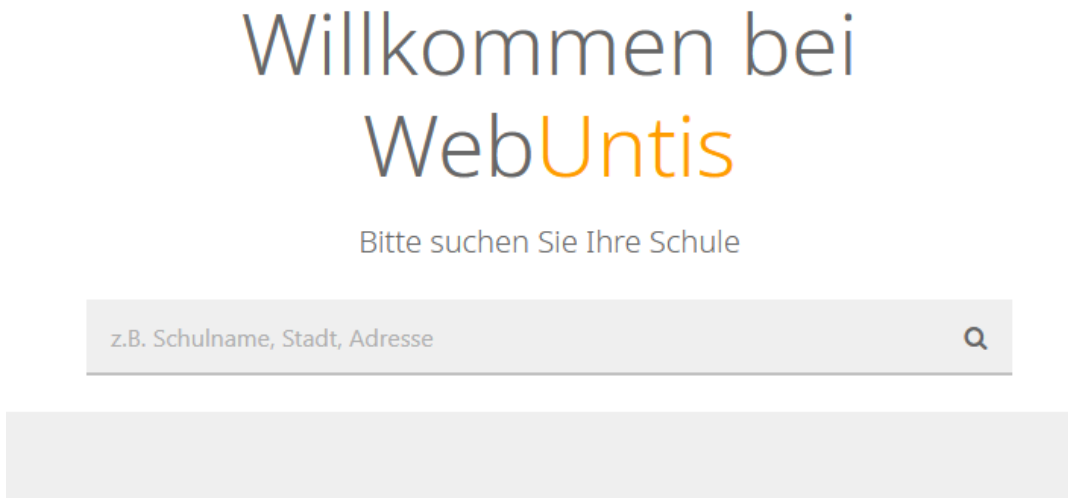 Willkommen bei
WebUntis
Bitte suchen Sie Ihre Schule
z.B. Schulname, Stadt, Adresse